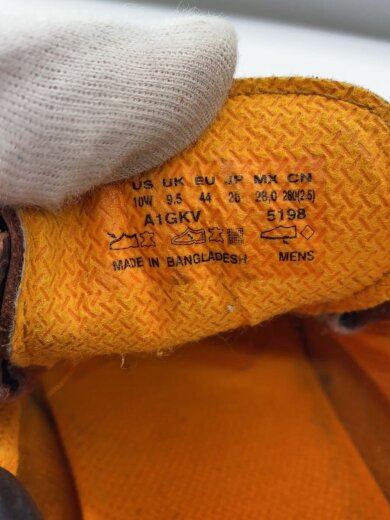 US UK EU JP MX CN
10W 9.5 44 28 28,0 280(2.5)
A1GKV 5198
MADE IN BANGLADESH MENS